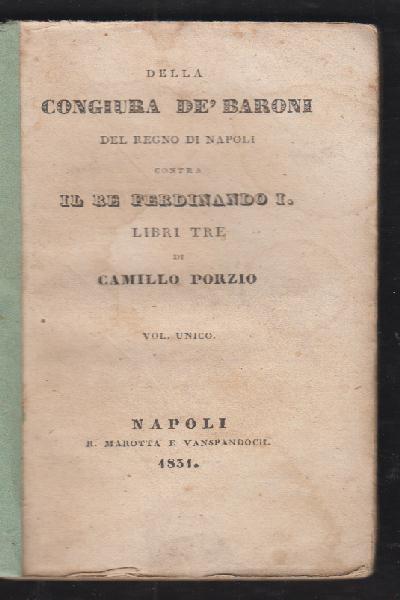 DELLA
CONGIURA DE' BARONI
DEL REGNO DI NAPOLI
CONTRA
IL RE FERDINANDO I.
LIBRI TRE
DI
CAMILLO PORZIO
VOL. UNICO.
NAPOLI
R. MAROTTA E VANSPANDOCH.
1831.